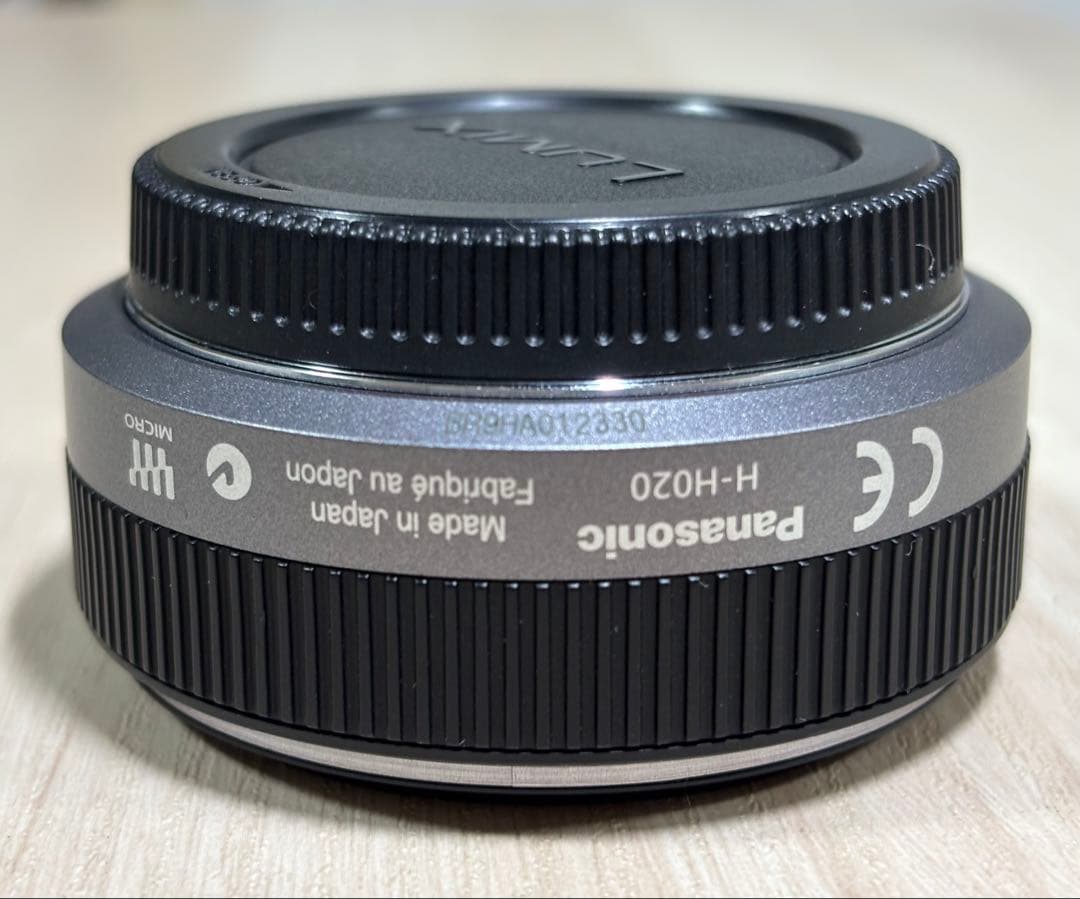 LUMIX
Panasonic
H-H020
Made in Japan
Fabriqué au Japon
CE
MICRO